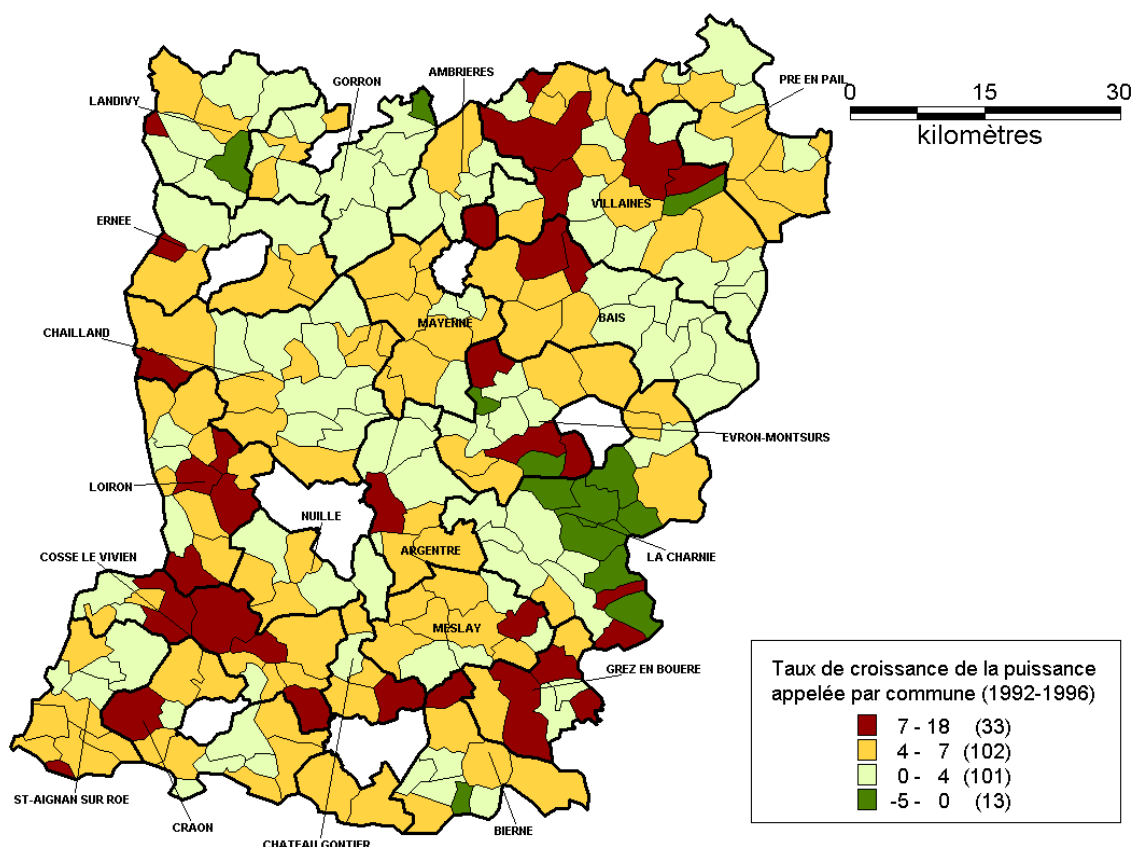 AMBRIERES
GORRON
PRE EN PAIL
LANDIVY
0 15 30
kilomètres
VILLAINES
ERNEE
CHAILLAND
MAYENNE
BAIS
EVRON-MONTSURS
LOIRON
NUILLE
ARGENTRE
COSSE LE VIVIEN
LA CHARNIE
MESLAY
GREZ EN BOUERE
Taux de croissance de la puissance
appelée par commune (1992-1996)
7 - 18 (33)
4 - 7 (102)
0 - 4 (101)
-5 - 0 (13)
ST-AIGNAN SUR ROE
CRAON
CHATEAU GONTIER
BIERNE